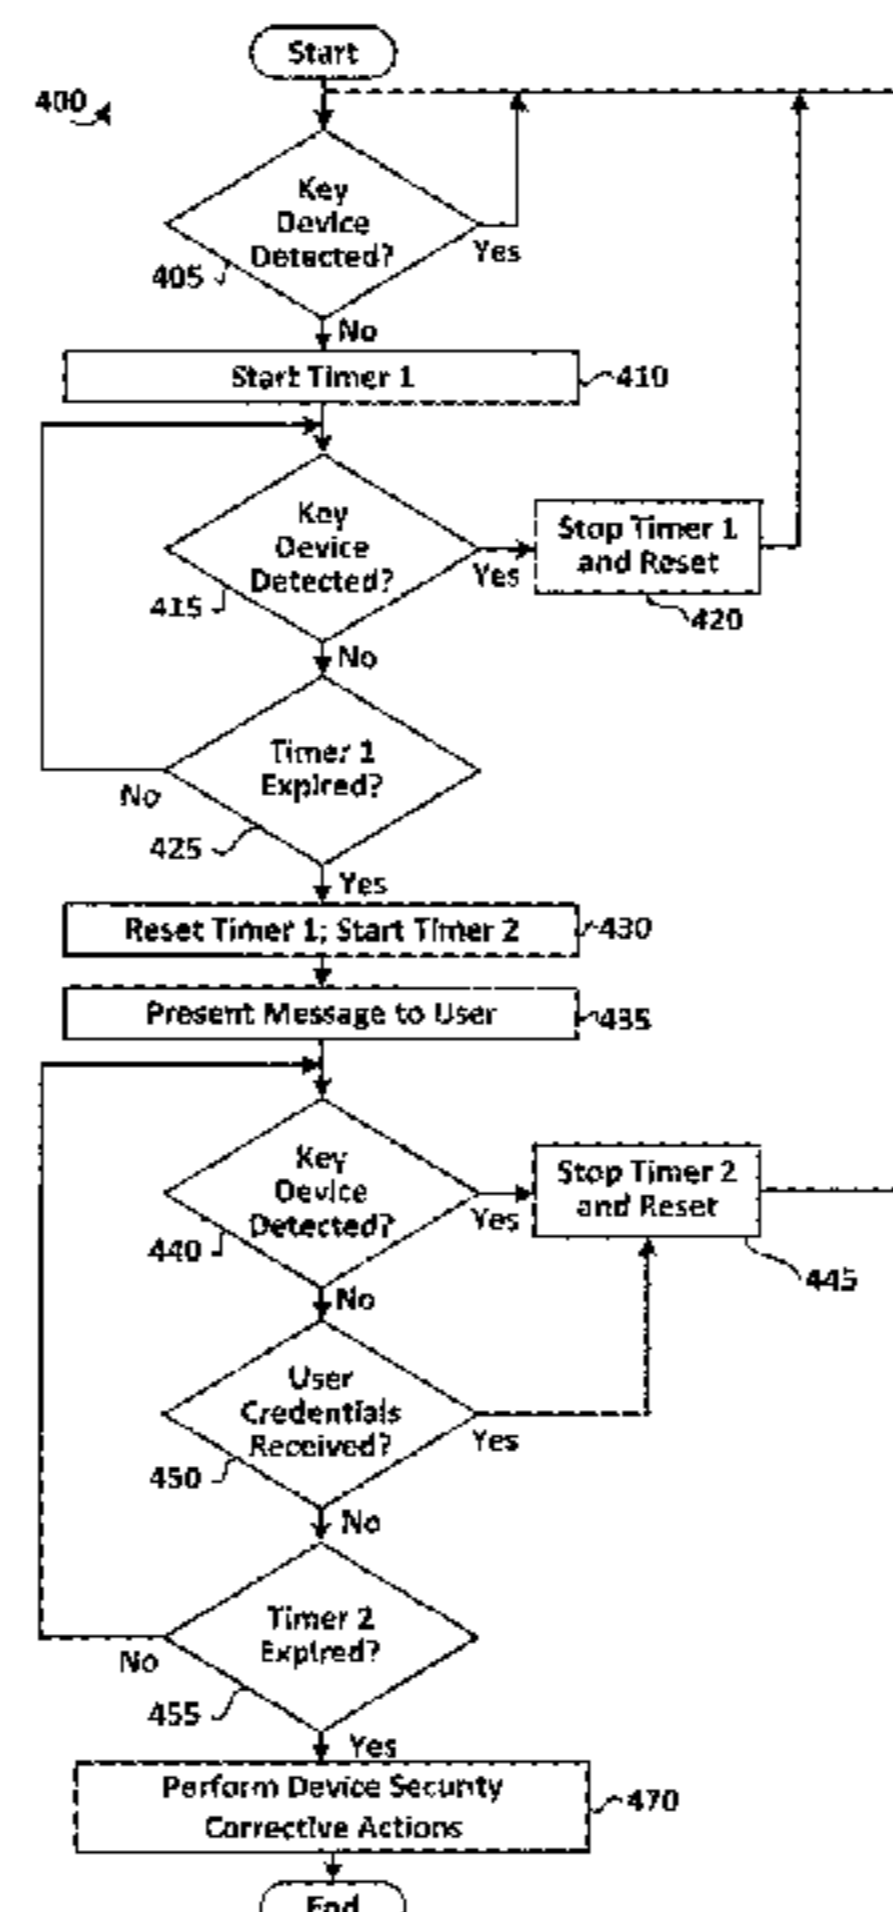 Start
400
Key
Device
Detected?
405
Yes
No
Start Timer 1
410
Key
Device
Detected?
415
Yes
Stop Timer 1
and Reset
420
No
Timer 1
Expired?
No
425
Yes
Reset Timer 1; Start Timer 2
430
Present Message to User
435
Key
Device
Detected?
440
Yes
Stop Timer 2
and Reset
445
No
User
Credentials
Received?
450
Yes
No
Timer 2
Expired?
No
455
Yes
Perform Device Security
Corrective Actions
470
End